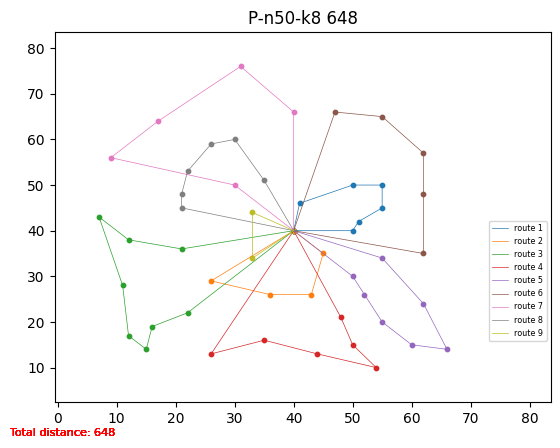 P-n50-k8 648
80
70
60
50
40
30
20
10
0 10 20 30 40 50 60 70 80
route 1
route 2
route 3
route 4
route 5
route 6
route 7
route 8
route 9
Total distance: 648